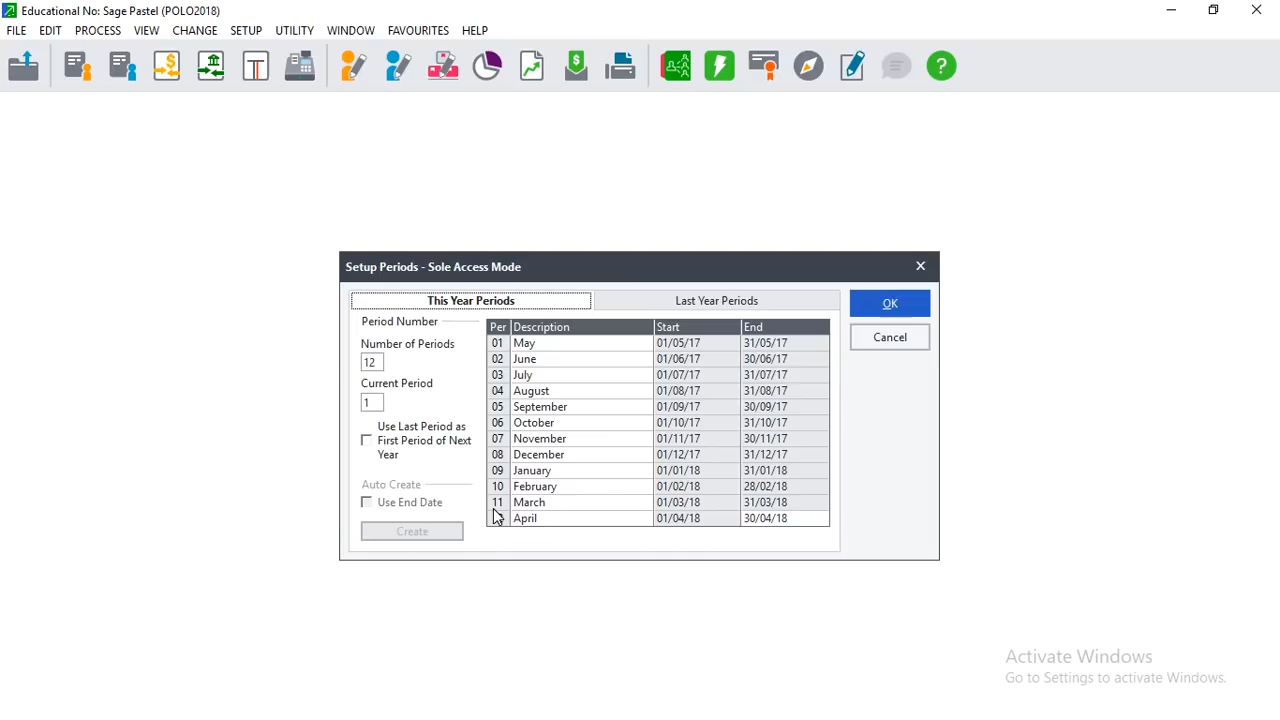 Educational No: Sage Pastel (POLO2018)
FILE EDIT PROCESS VIEW CHANGE SETUP UTILITY WINDOW FAVOURITES HELP
Setup Periods - Sole Access Mode
This Year Periods Last Year Periods
OK
Cancel
Period Number
Number of Periods
12
Current Period
1
Use Last Period as
First Period of Next
Year
Auto Create
Use End Date
Create
Per Description Start End
01 May 01/05/17 31/05/17
02 June 01/06/17 30/06/17
03 July 01/07/17 31/07/17
04 August 01/08/17 31/08/17
05 September 01/09/17 30/09/17
06 October 01/10/17 31/10/17
07 November 01/11/17 30/11/17
08 December 01/12/17 31/12/17
09 January 01/01/18 31/01/18
10 February 01/02/18 28/02/18
11 March 01/03/18 31/03/18
April 01/04/18 30/04/18
Activate Windows
Go to Settings to activate Windows.